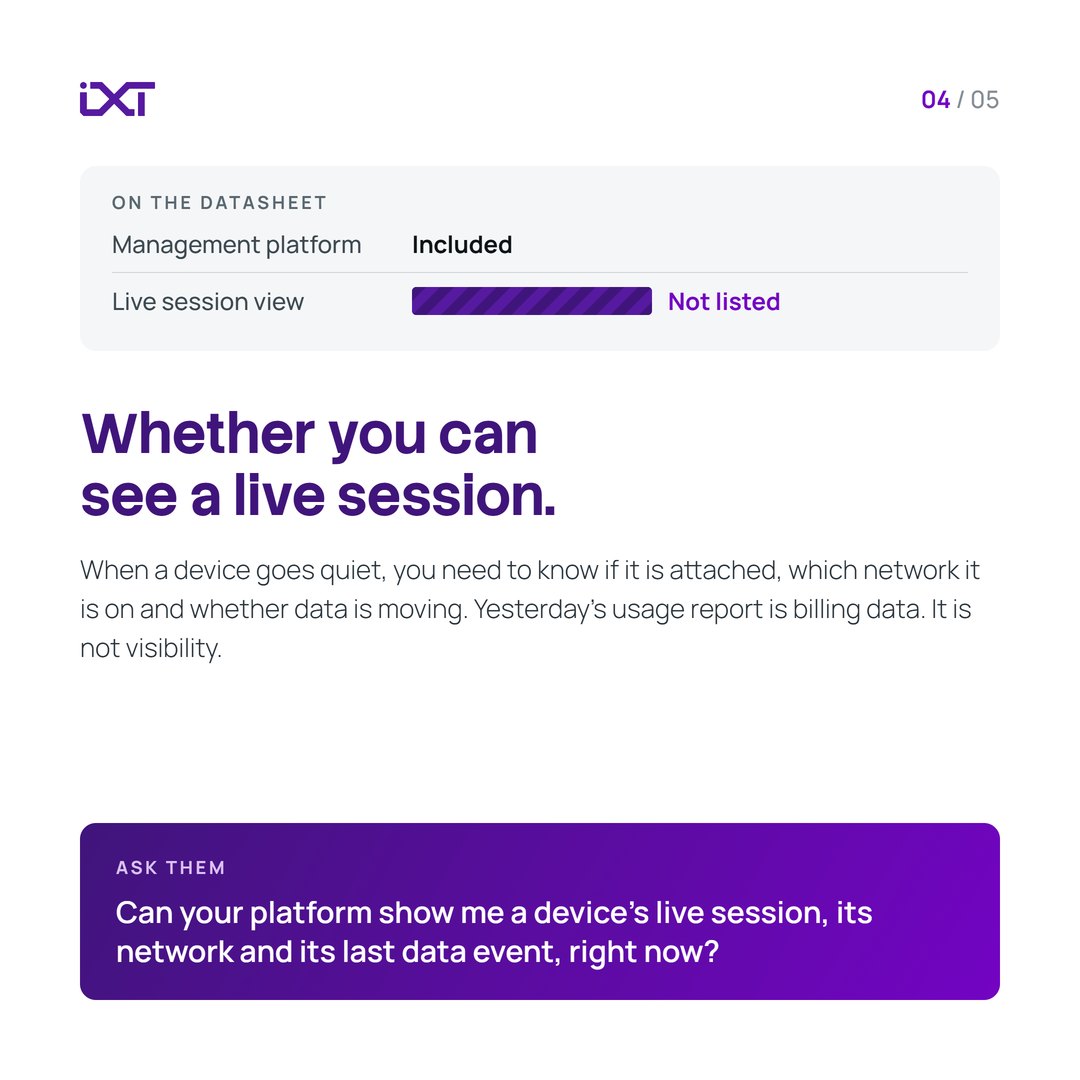 iXT
04 / 05
ON THE DATASHEET
Management platform Included
Live session view Not listed
Whether you can
see a live session.
When a device goes quiet, you need to know if it is attached, which network it
is on and whether data is moving. Yesterday’s usage report is billing data. It is
not visibility.
ASK THEM
Can your platform show me a device’s live session, its
network and its last data event, right now?